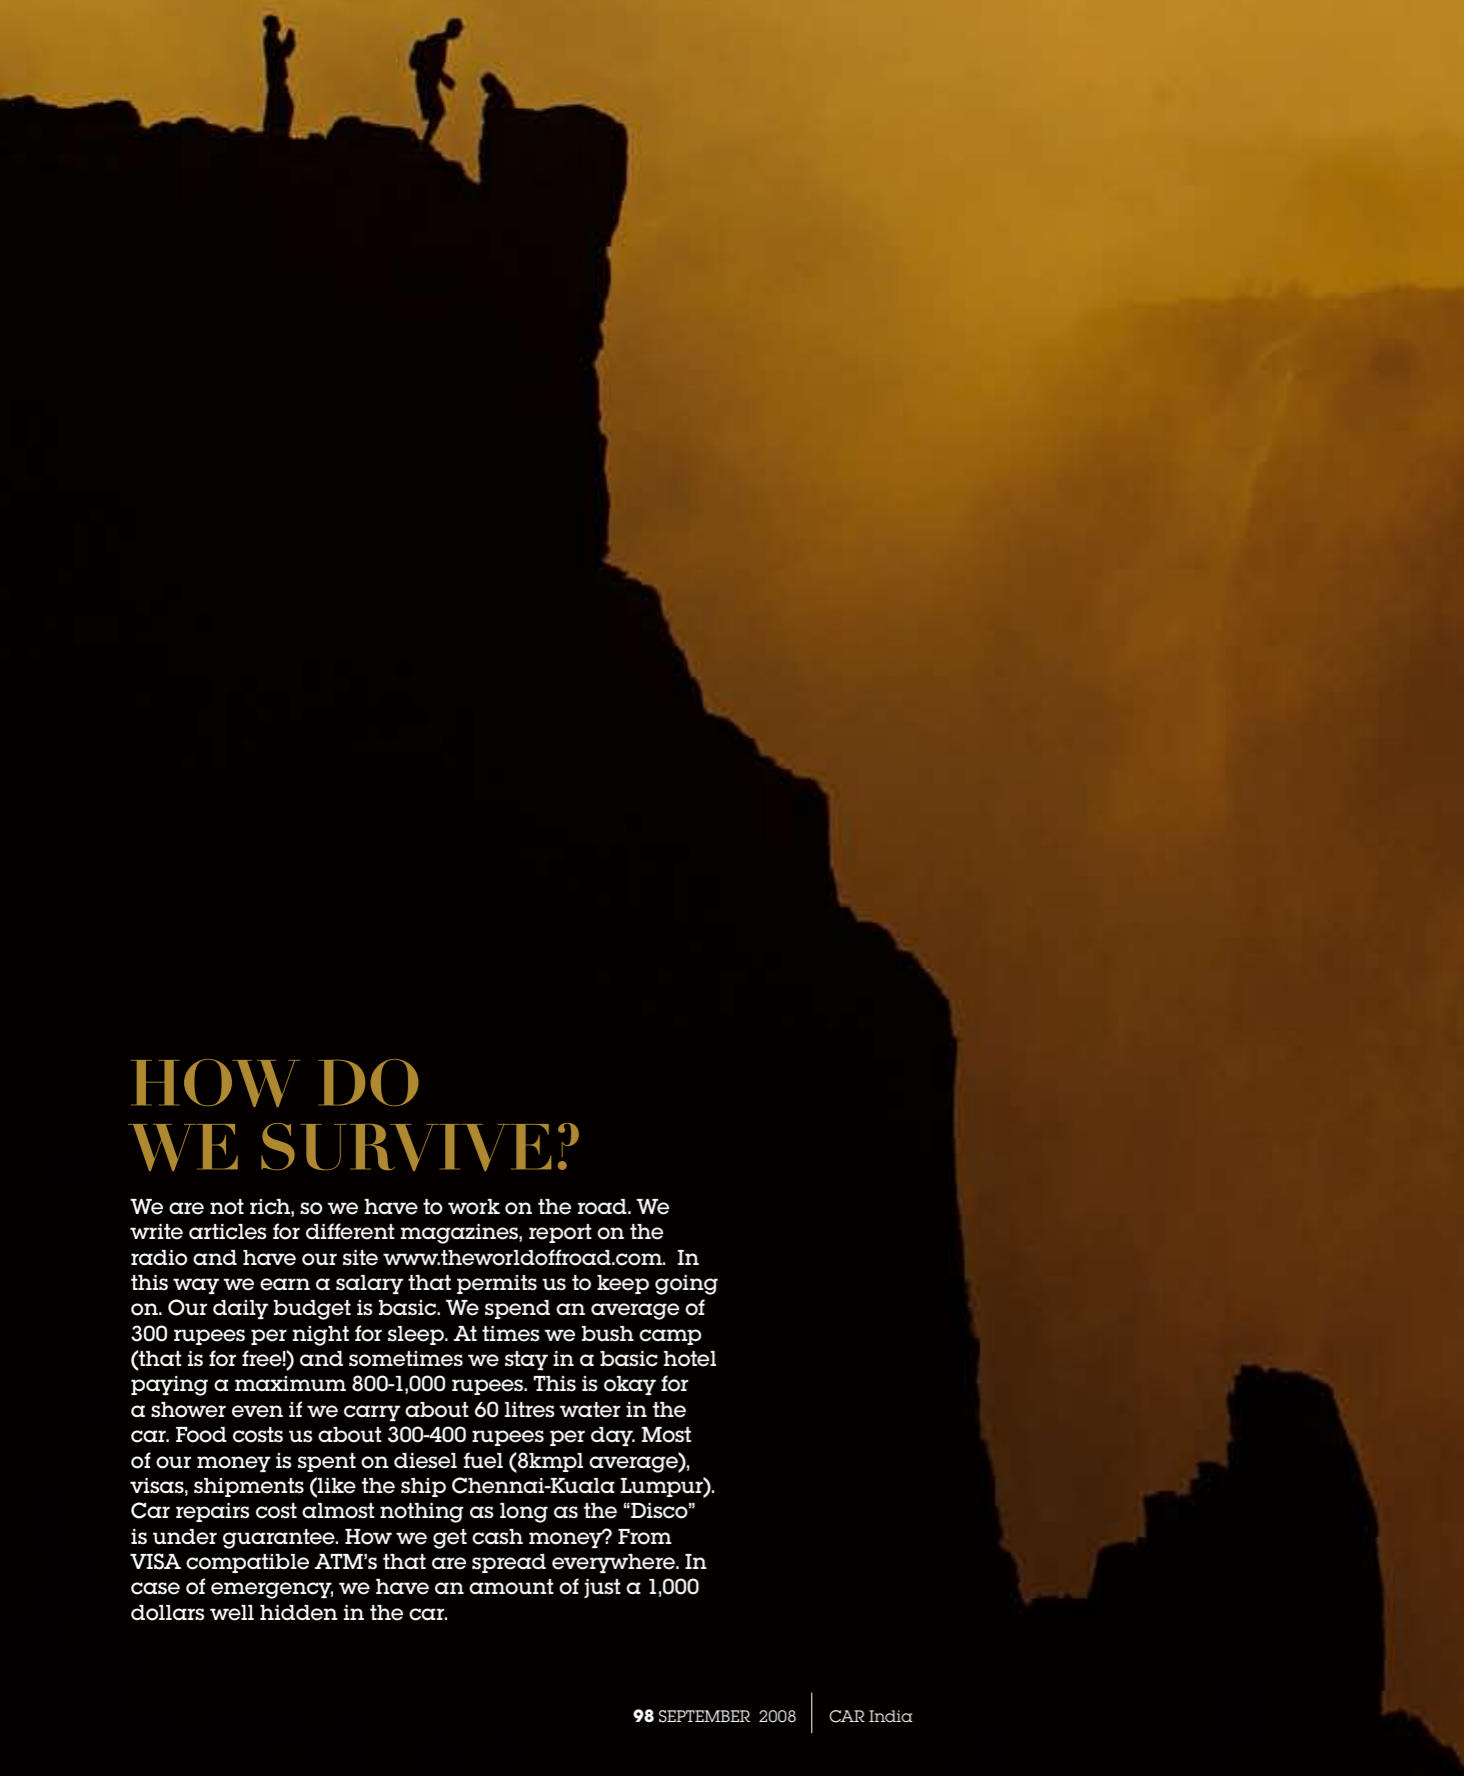 HOW DO
WE SURVIVE?
We are not rich, so we have to work on the road. We
write articles for different magazines, report on the
radio and have our site www.theworldoffroad.com.  In
this way we earn a salary that permits us to keep going
on. Our daily budget is basic. We spend an average of
300 rupees per night for sleep. At times we bush camp
(that is for free!) and sometimes we stay in a basic hotel
paying a maximum 800-1,000 rupees. This is okay for
a shower even if we carry about 60 litres water in the
car. Food costs us about 300-400 rupees per day. Most
of our money is spent on diesel fuel (8kmpl average),
visas, shipments (like the ship Chennai-Kuala Lumpur).
Car repairs cost almost nothing as long as the “Disco”
is under guarantee. How we get cash money? From
VISA compatible ATM’s that are spread everywhere. In
case of emergency, we have an amount of just a 1,000
dollars well hidden in the car.
98 SEPTEMBER 2008 | CAR India